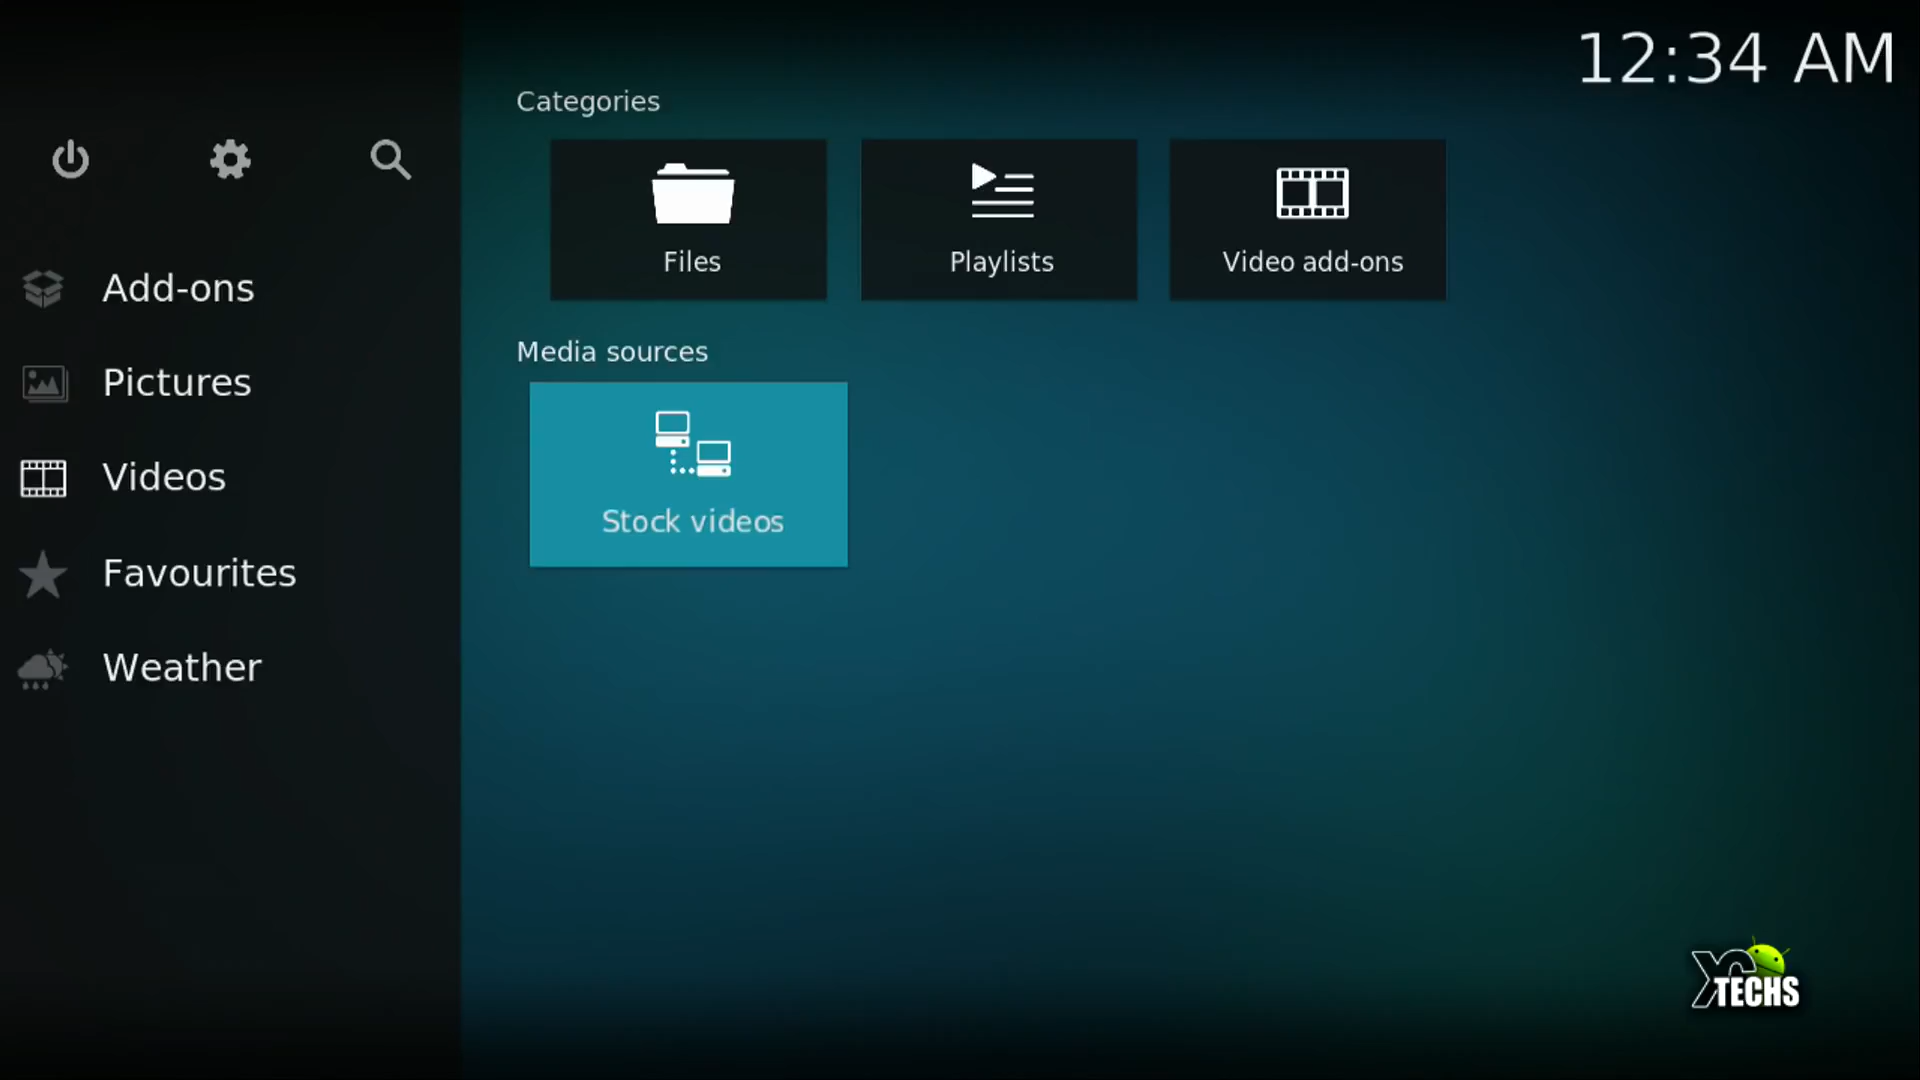 12:34 AM
Categories
Files
Playlists
Video add-ons
Media sources
Stock videos
Add-ons
Pictures
Videos
Favourites
Weather
TECHS